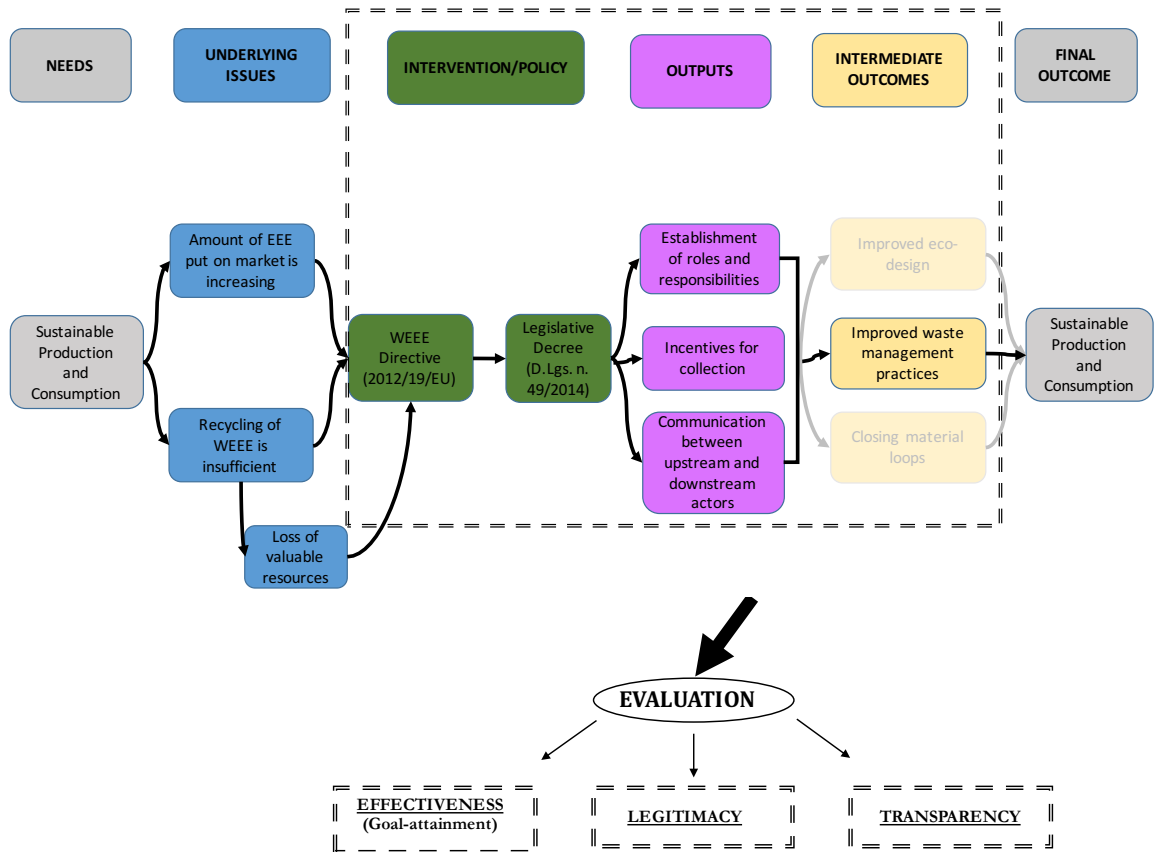 NEEDS
UNDERLYING
ISSUES
INTERVENTION/POLICY
OUTPUTS
INTERMEDIATE
OUTCOMES
FINAL
OUTCOME
Sustainable
Production
and
Consumption
Amount of EEE
put on market is
increasing
Recycling of
WEEE is
insufficient
Loss of
valuable
resources
WEEE
Directive
(2012/19/EU)
Legislative
Decree
(D.Lgs. n.
49/2014)
Establishment
of roles and
responsibilities
Incentives for
collection
Communication
between
upstream and
downstream
actors
Improved eco-
design
Improved waste
management
practices
Closing material
loops
Sustainable
Production
and
Consumption
EVALUATION
EFFECTIVENESS
(Goal-attainment)
LEGITIMACY
TRANSPARENCY